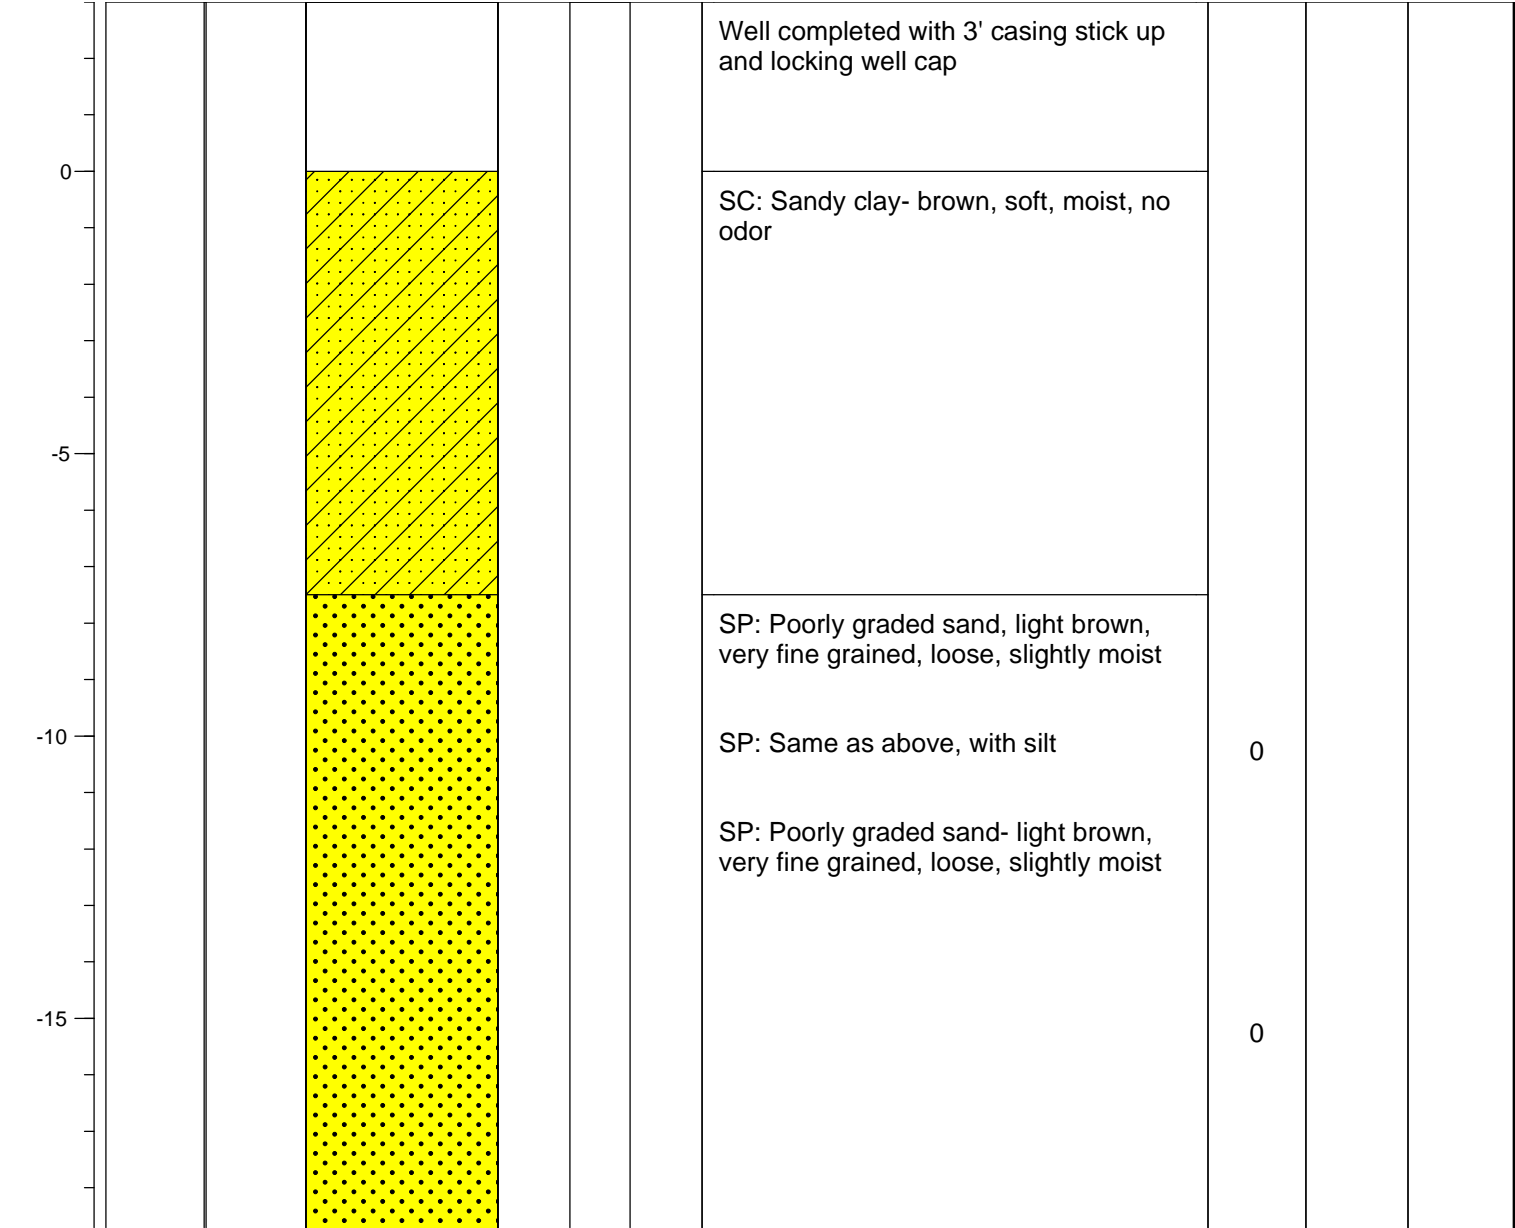 Well completed with 3' casing stick up
and locking well cap
0
SC: Sandy clay- brown, soft, moist, no
odor
-5
SP: Poorly graded sand, light brown,
very fine grained, loose, slightly moist
-10
SP: Same as above, with silt
0
SP: Poorly graded sand- light brown,
very fine grained, loose, slightly moist
-15
0